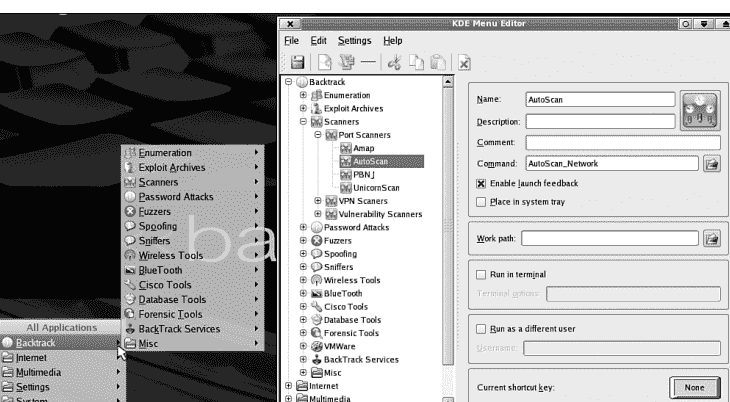 KDE Menu Editor
File Edit Settings Help
Backtrack
Enumeration
Exploit Archives
Scanners
Port Scanners
Amap
AutoScan
PBNJ
UnicornScan
VPN Scaners
Vulnerability Scanners
Password Attacks
Fuzzers
Spoofing
Sniffers
Wireless Tools
BlueTooth
Cisco Tools
Database Tools
Forensic Tools
VMWare
BackTrack Services
Misc
Internet
Multimedia
Name: AutoScan
Description:
Comment:
Command: AutoScan_Network
Enable launch feedback
Place in system tray
Work path:
Run in terminal
Terminal options:
Run as a different user
Username:
Current shortcut key: None
Enumeration
Exploit Archives
Scanners
Password Attacks
Fuzzers
Spoofing
Sniffers
Wireless Tools
BlueTooth
Cisco Tools
Database Tools
Forensic Tools
BackTrack Services
Misc
ba
All Applications
Backtrack
Internet
Multimedia
Settings
System